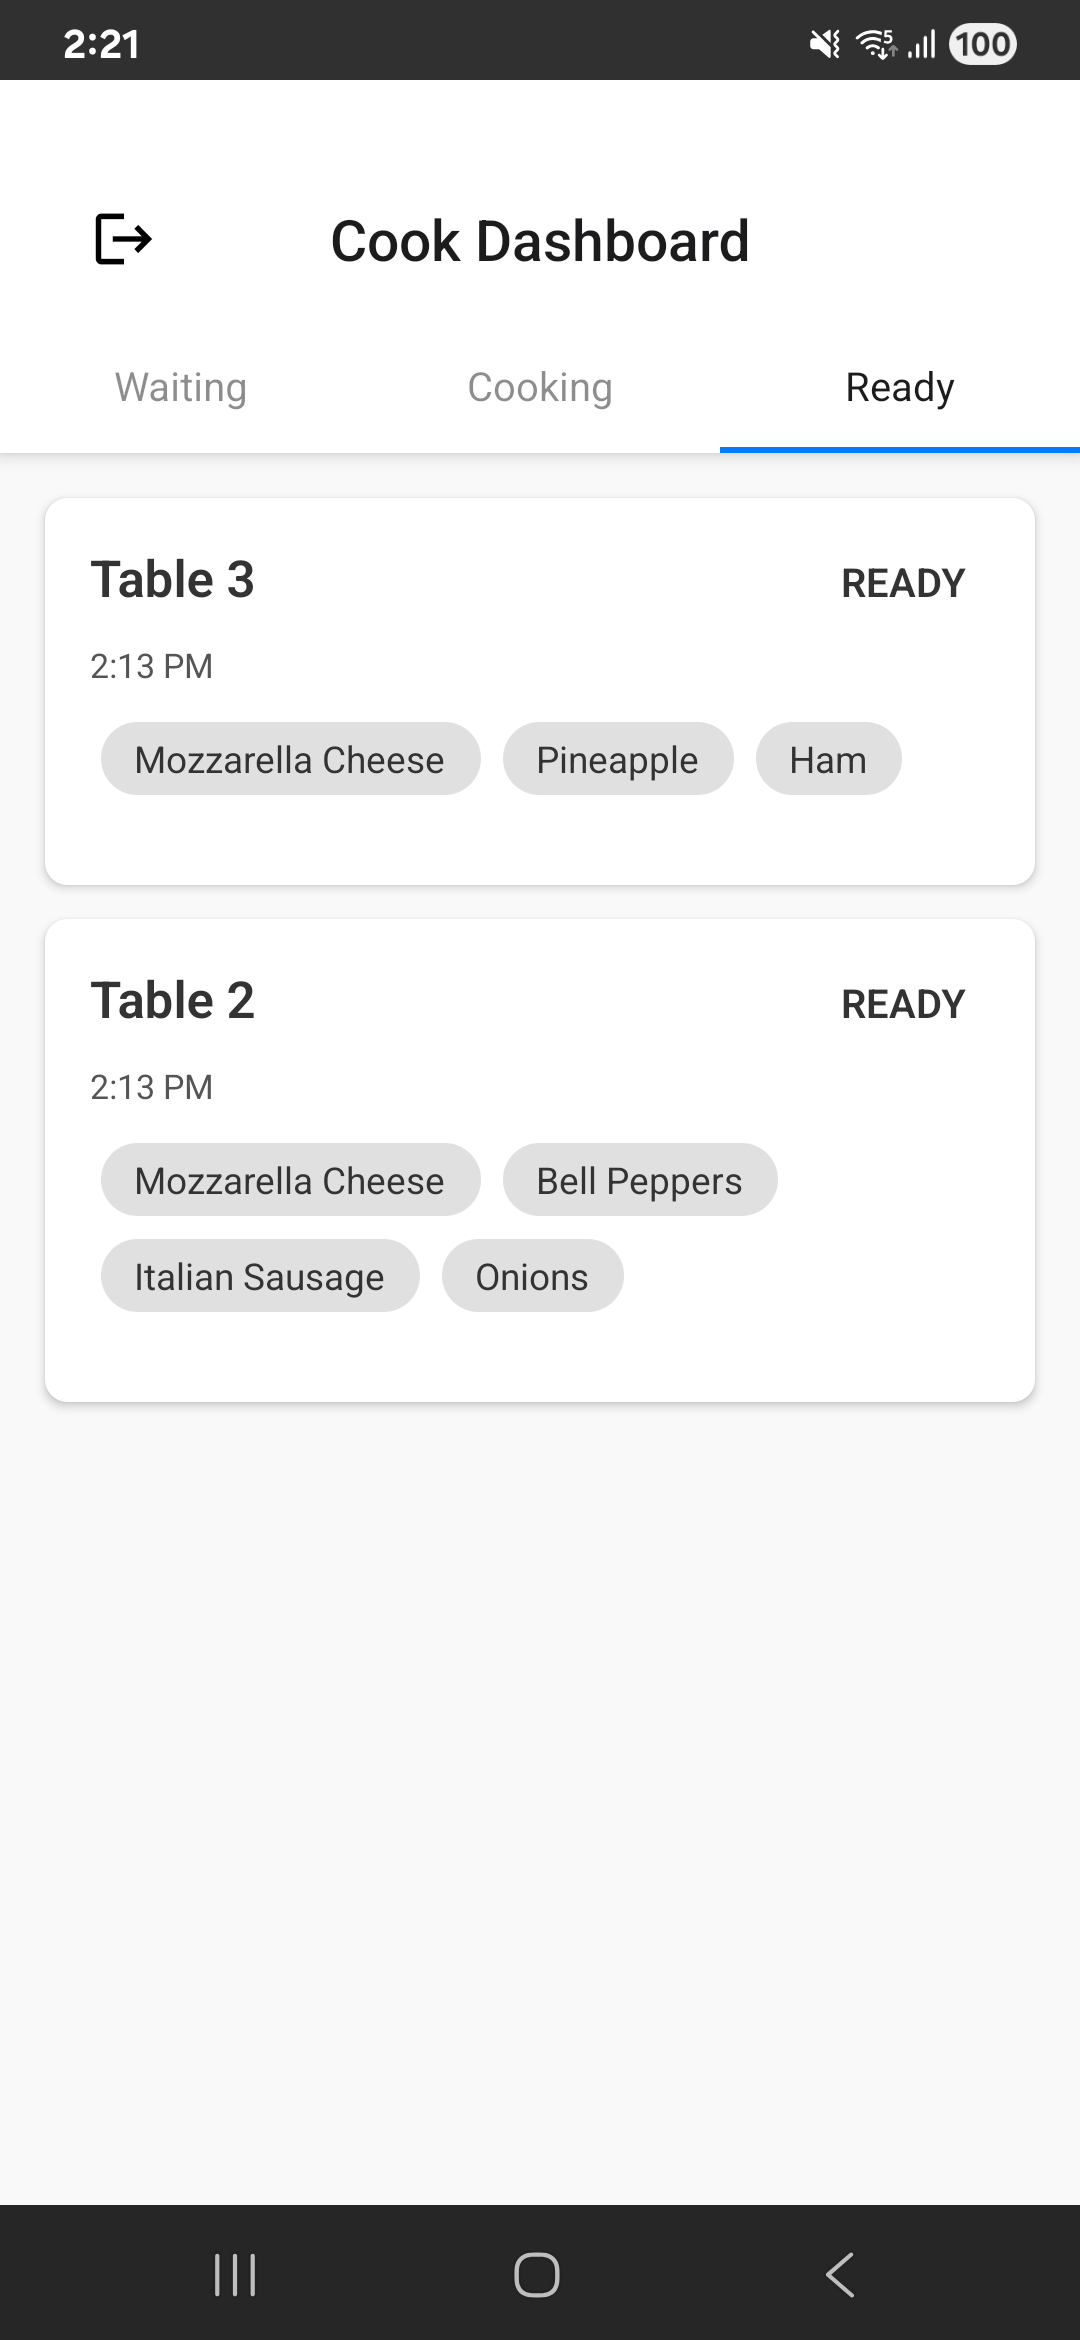 2:21
5
100
Cook Dashboard
Waiting Cooking Ready
Table 3 READY
2:13 PM
Mozzarella Cheese Pineapple Ham
Table 2 READY
2:13 PM
Mozzarella Cheese Bell Peppers
Italian Sausage Onions